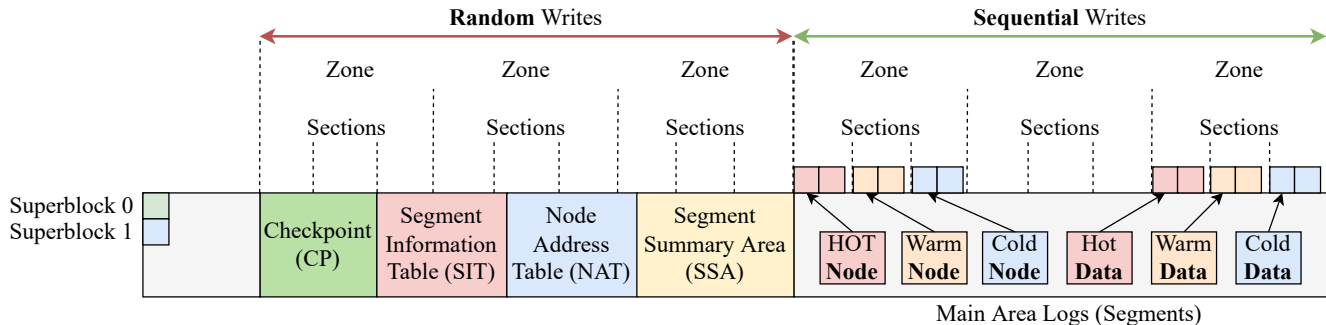 Random Writes
Sequential Writes
Zone
Zone
Zone
Zone
Zone
Zone
Sections
Sections
Sections
Sections
Sections
Superblock 0
Superblock 1
Checkpoint
(CP)
Segment
Information
Table (SIT)
Node
Address
Table (NAT)
Segment
Summary Area
(SSA)
HOT
Node
Warm
Node
Cold
Node
Hot
Data
Warm
Data
Cold
Data
Main Area Logs (Segments)